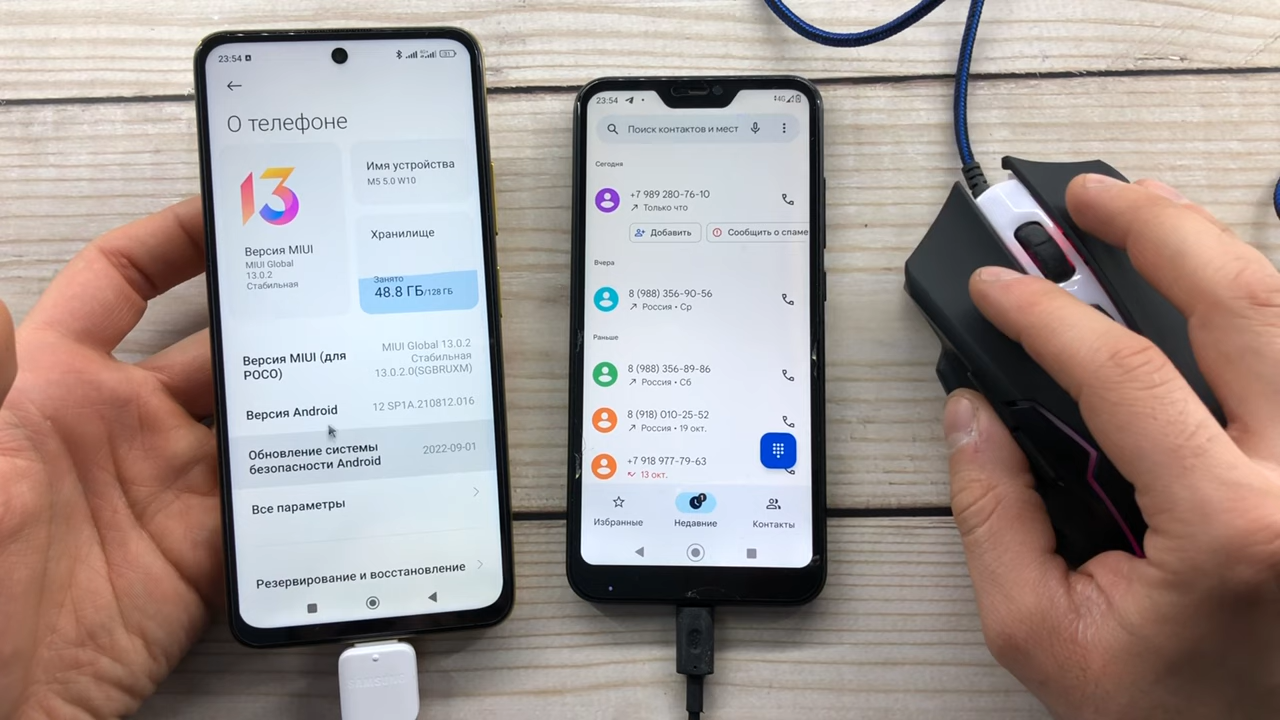 23:54
О телефоне
13
Версия MIUI
MIUI Global
13.0.2
Стабильная
Имя устройства
M5 5.0 W10
Хранилище
Занято
48.8 ГБ/128 ГБ
Версия MIUI (для
POCO)
MIUI Global 13.0.2
Стабильная
13.0.2.0(SGBRUXM)
Версия Android
12 SP1A.210812.016
Обновление системы
безопасности Android
2022-09-01
Все параметры
Резервирование и восстановление
SAMSUNG
23:54
4G
Поиск контактов и мест
Сегодня
+7 989 280-76-10
Только что
Добавить
Сообщить о спаме
Вчера
8 (988) 356-90-56
Россия • Ср
Раньше
8 (988) 356-89-86
Россия • Сб
8 (918) 010-25-52
Россия • 19 окт.
+7 918 977-79-63
13 окт.
1
Избранные
Недавние
Контакты